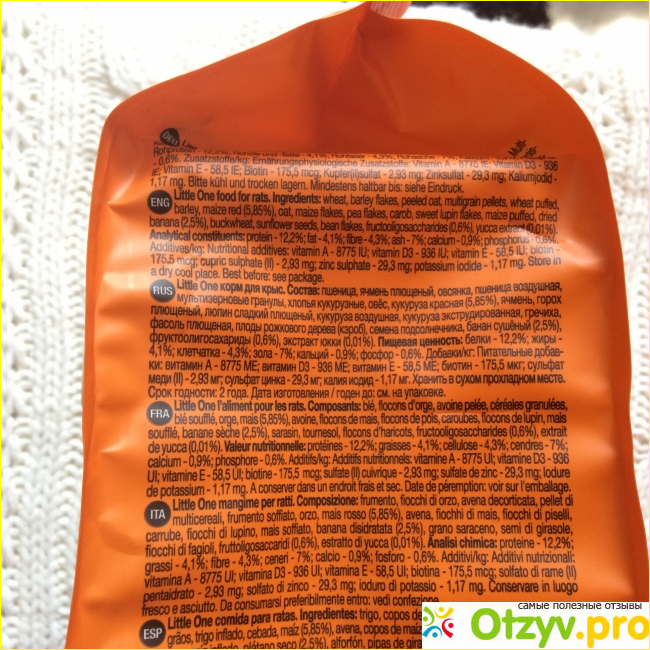 DEU
- 0,6%. Zusatzstoffe/kg: Ernährungsphysiologische Zusatzstoffe: Vitamin A - 8775 IE; Vitamin D3 - 936
IE; Vitamin E - 58,5 IE; Biotin - 175,5 mcg; Kupfer(II)sulfat - 2,93 mg; Zinksulfat - 29,3 mg; Kaliumjodid -
1,17 mg. Bitte kühl und trocken lagern. Mindestens haltbar bis: siehe Eindruck.
ENG Little One food for rats. Ingredients: wheat, barley flakes, peeled oat, multigrain pellets, wheat puffed,
barley, maize red (5,85%), oat, maize flakes, pea flakes, carob, sweet lupin flakes, maize puffed, dried
banana (2,5%), buckwheat, sunflower seeds, bean flakes, fructooligosaccharides (0,6%), yucca extract (0,01%).
Analytical constituents: protein - 12,2%; fat - 4,1%; fibre - 4,3%; ash - 7%; calcium - 0,9%; phosphorus - 0,6%.
Additives/kg: Nutritional additives: vitamin A - 8775 IU; vitamin D3 - 936 IU; vitamin E - 58,5 IU; biotin -
175,5 mcg; cupric sulphate (II) - 2,93 mg; zinc sulphate - 29,3 mg; potassium iodide - 1,17 mg. Store in
a dry cool place. Best before: see package.
RUS Little One корм для крыс. Состав: пшеница, ячмень плющеный, овсянка, пшеница воздушная,
мультизерновые гранулы, хлопья кукурузные, овёс, кукуруза красная (5,85%), ячмень, горох
плющеный, люпин сладкий плющеный, кукуруза воздушная, кукуруза экструдированная, гречиха,
фасоль плющеная, плоды рожкового дерева (кэроб), семена подсолнечника, банан сушёный (2,5%),
фруктоолигосахариды (0,6%), экстракт юкки (0,01%). Пищевая ценность: белки - 12,2%; жиры -
4,1%; клетчатка - 4,3%; зола - 7%; кальций - 0,9%; фосфор - 0,6%. Добавки/кг: Питательные добав-
ки: витамин А - 8775 МЕ; витамин D3 - 936 МЕ; витамин Е - 58,5 МЕ; биотин - 175,5 мкг; сульфат
меди (II) - 2,93 мг; сульфат цинка - 29,3 мг; калия иодид - 1,17 мг. Хранить в сухом прохладном месте.
Срок годности: 2 года. Дата изготовления / годен до: см. на упаковке.
FRA Little One l'aliment pour les rats. Composants: blé, flocons d'orge, avoine pelée, céréales granulées,
blé soufflé, orge, maïs (5,85%), avoine, flocons de maïs, flocons de pois, caroubes, flocons de lupin, maïs
soufflé, banane sèche (2,5%), sarasin, tournesol, flocons d'haricots, fructooligosaccharides (0,6%), extrait
de yucca (0,01%). Valeur nutritionnelle: protéines - 12,2%; graisses - 4,1%; cellulose - 4,3%; cendres - 7%;
calcium - 0,9%; phosphore - 0,6%. Additifs/kg: Additifs nutritionnels: vitamine A - 8775 UI; vitamine D3 - 936
UI; vitamine E - 58,5 UI; biotine - 175,5 mcg; sulfate (II) cuivrique - 2,93 mg; sulfate de zinc - 29,3 mg; iodure
de potassium - 1,17 mg. A conserver dans un endroit frais et sec. Date de péremption: voir sur l'emballage.
ITA Little One mangime per ratti. Composizione: frumento, fiocchi di orzo, avena decorticata, pellet di
multicereali, frumento soffiato, orzo, mais rosso (5,85%), avena, fiochhi di mais, fiocchi di piselli,
carrube, fiocchi di lupino, mais soffiato, banana disidratata (2,5%), grano saraceno, semi di girasole,
fiocchi di fagioli, fruttoligosaccaridi (0,6%), estratto di yucca (0,01%). Analisi chimica: proteine - 12,2%;
grassi - 4,1%; fibre - 4,3%; ceneri - 7%; calcio - 0,9%; fosforo - 0,6%. Additivi/kg: Additivi nutrizionali:
vitamina A - 8775 UI; vitamina D3 - 936 UI; vitamina E - 58,5 UI; biotina - 175,5 mcg; solfato di rame (II)
pentaidrato - 2,93 mg; solfato di zinco - 29,3 mg; ioduro di potassio - 1,17 mg. Conservare in luogo
fresco e asciutto. Da consumarsi preferibilmente entro: vedi confezione.
ESP Little One comida para ratas. Ingredientes: trigo, copos de
grãos, trigo inflado, cebada, maíz (5,85%), avena, copos de maíz
inflado, plátano seco (2,5%), alforfón, pipas de
самые полезные отзывы
Otzyv.pro